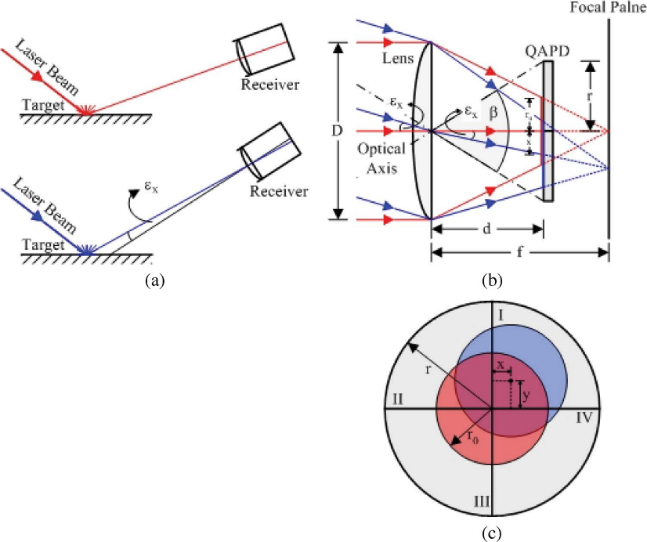 Laser Beam
Receiver
Target
εx
Laser Beam
Receiver
Target
(a)
Focal Palne
QAPD
Lens
r
εx
εx
β
r₀
x
D
Optical
Axis
d
f
(b)
I
x
r
y
II
IV
r₀
III
(c)